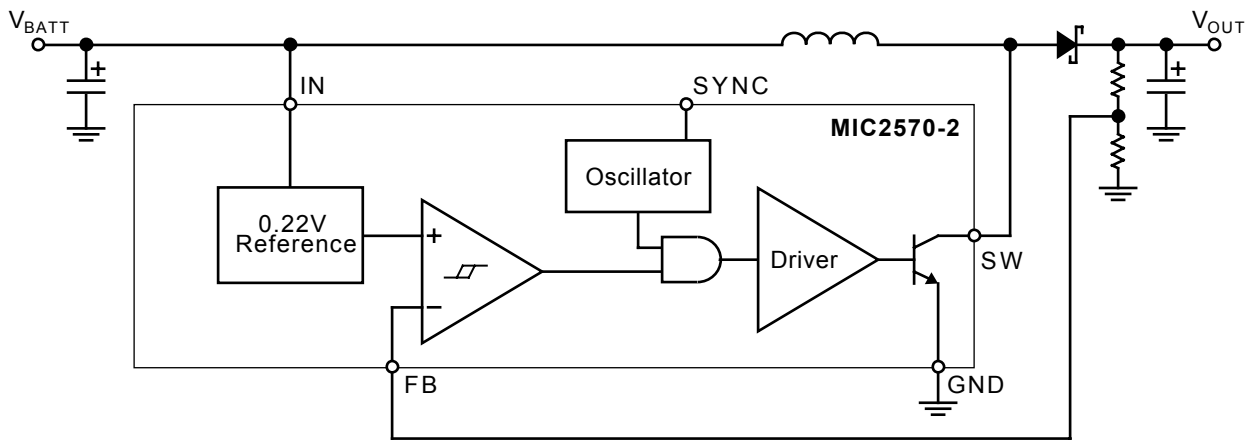 VBATT
VOUT
IN
SYNC
MIC2570-2
Oscillator
0.22V
Reference
Driver
SW
FB
GND